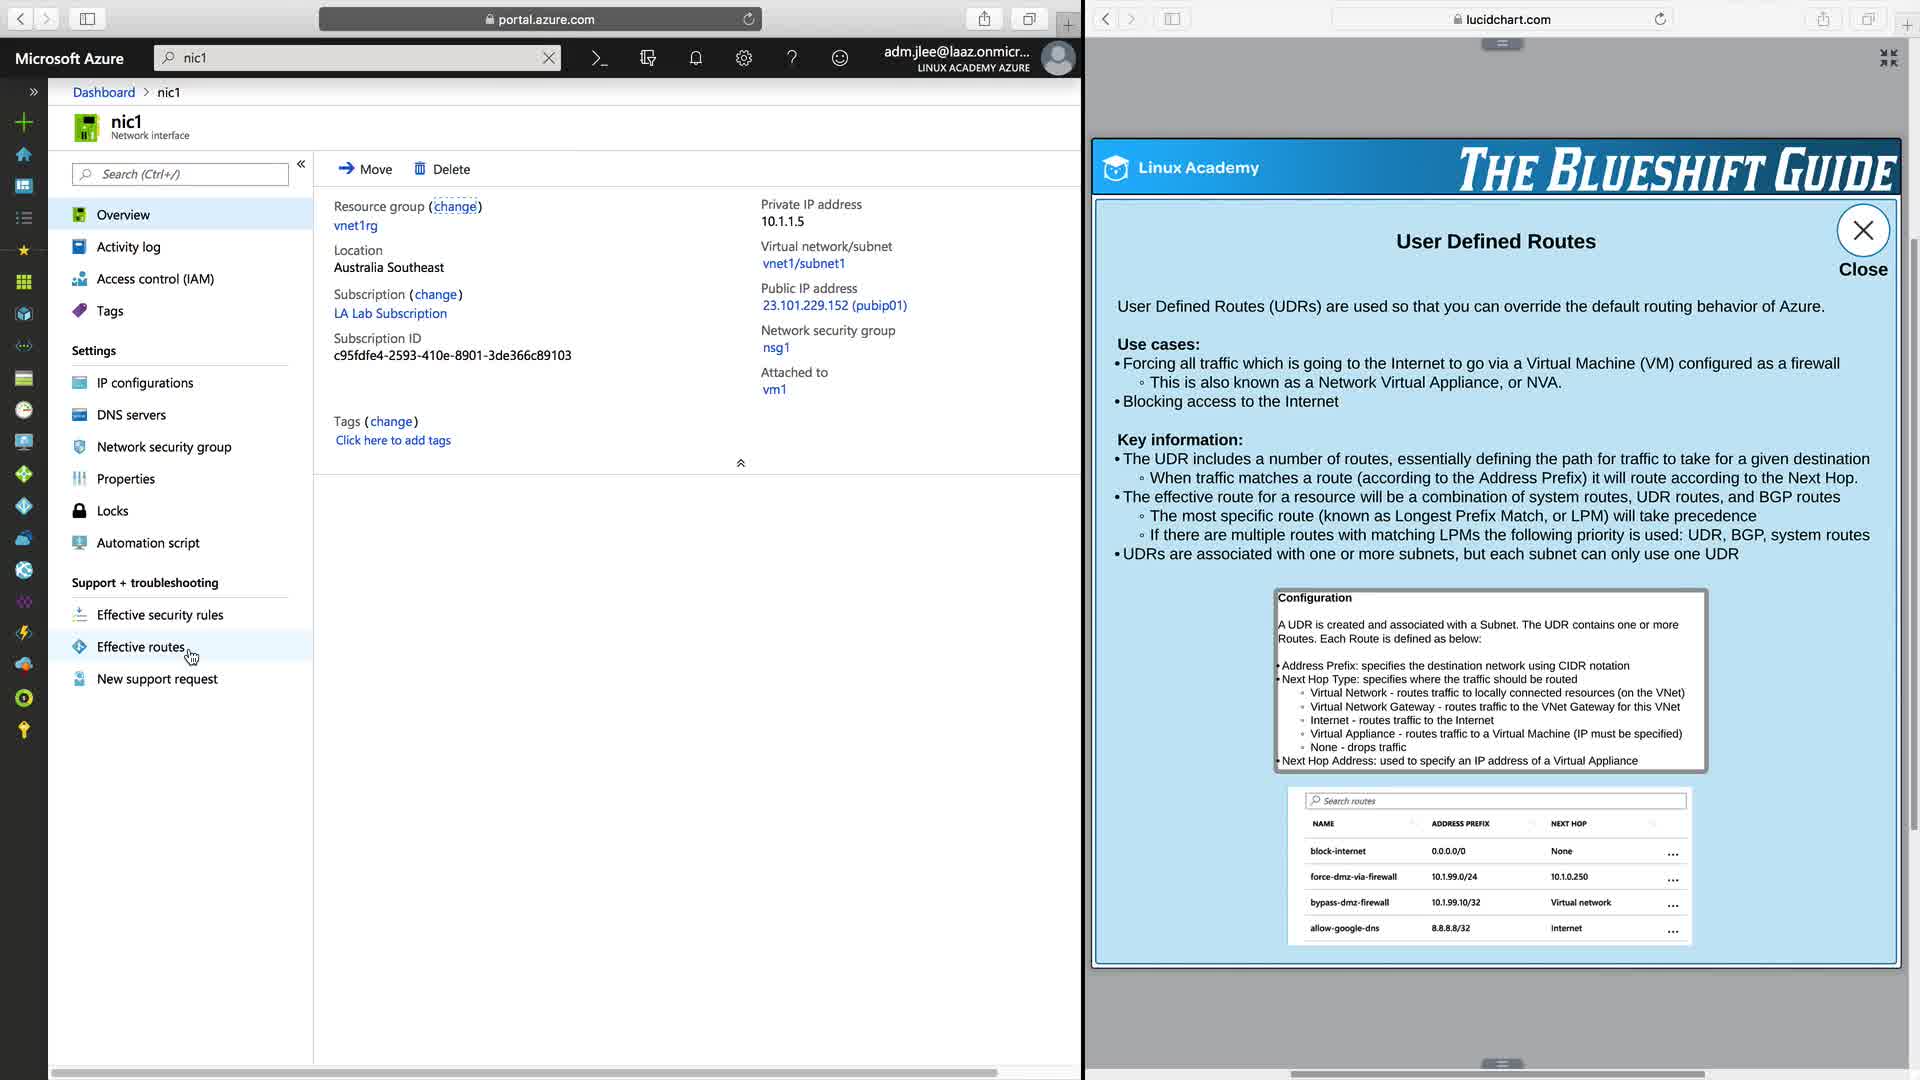 portal.azure.com
Microsoft Azure
nic1
adm.jlee@laaz.onmicr...
LINUX ACADEMY AZURE
Dashboard > nic1
nic1
Network interface
Search (Ctrl+/)
Overview
Activity log
Access control (IAM)
Tags
Settings
IP configurations
DNS servers
Network security group
Properties
Locks
Automation script
Support + troubleshooting
Effective security rules
Effective routes
New support request
Move
Delete
Resource group (change)
vnet1rg
Location
Australia Southeast
Subscription (change)
LA Lab Subscription
Subscription ID
c95fdfe4-2593-410e-8901-3de366c89103
Tags (change)
Click here to add tags
Private IP address
10.1.1.5
Virtual network/subnet
vnet1/subnet1
Public IP address
23.101.229.152 (pubip01)
Network security group
nsg1
Attached to
vm1
lucidchart.com
Linux Academy
THE BLUESHIFT GUIDE
Close
User Defined Routes
User Defined Routes (UDRs) are used so that you can override the default routing behavior of Azure.
Use cases:
• Forcing all traffic which is going to the Internet to go via a Virtual Machine (VM) configured as a firewall
◦ This is also known as a Network Virtual Appliance, or NVA.
• Blocking access to the Internet
Key information:
• The UDR includes a number of routes, essentially defining the path for traffic to take for a given destination
◦ When traffic matches a route (according to the Address Prefix) it will route according to the Next Hop.
• The effective route for a resource will be a combination of system routes, UDR routes, and BGP routes
◦ The most specific route (known as Longest Prefix Match, or LPM) will take precedence
◦ If there are multiple routes with matching LPMs the following priority is used: UDR, BGP, system routes
• UDRs are associated with one or more subnets, but each subnet can only use one UDR
Configuration
A UDR is created and associated with a Subnet. The UDR contains one or more
Routes. Each Route is defined as below:
• Address Prefix: specifies the destination network using CIDR notation
• Next Hop Type: specifies where the traffic should be routed
◦ Virtual Network - routes traffic to locally connected resources (on the VNet)
◦ Virtual Network Gateway - routes traffic to the VNet Gateway for this VNet
◦ Internet - routes traffic to the Internet
◦ Virtual Appliance - routes traffic to a Virtual Machine (IP must be specified)
◦ None - drops traffic
• Next Hop Address: used to specify an IP address of a Virtual Appliance
Search routes
NAME ADDRESS PREFIX NEXT HOP
block-internet 0.0.0.0/0 None ...
force-dmz-via-firewall 10.1.99.0/24 10.1.0.250 ...
bypass-dmz-firewall 10.1.99.10/32 Virtual network ...
allow-google-dns 8.8.8.8/32 Internet ...